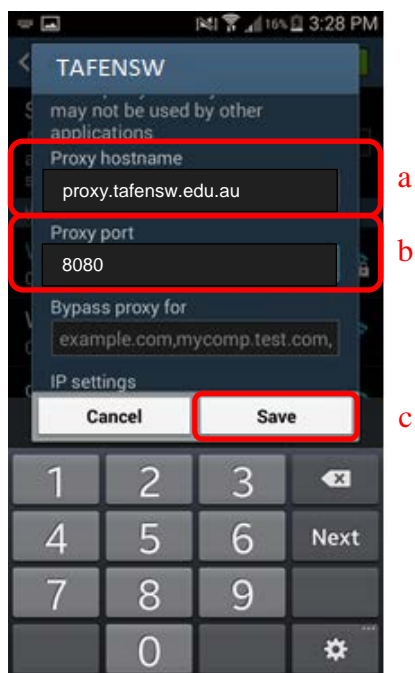 16% 3:28 PM
TAFENSW
may not be used by other
applications
Proxy hostname
a
proxy.tafensw.edu.au
Proxy port
b
8080
Bypass proxy for
example.com,mycomp.test.com,
IP settings
Cancel Save
c
1 2 3
4 5 6 Next
7 8 9
0